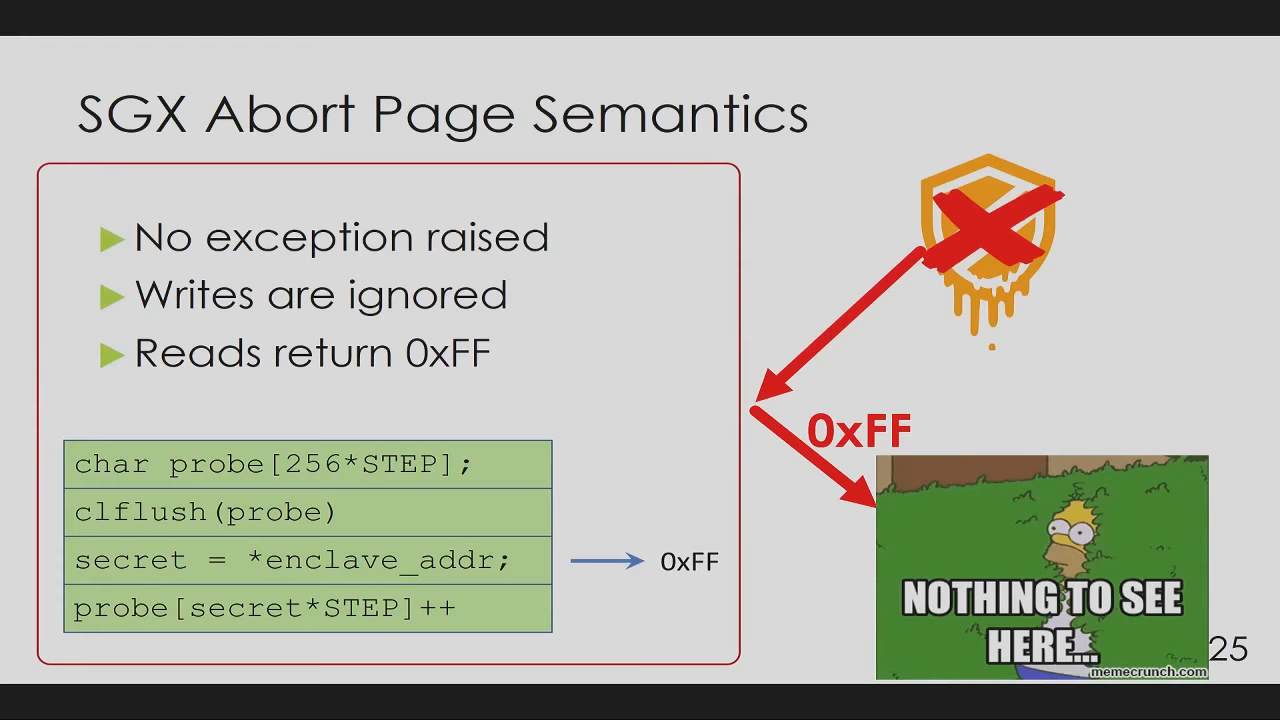 SGX Abort Page Semantics
No exception raised
Writes are ignored
Reads return 0xFF
char probe[256*STEP];
clflush(probe)
secret = *enclave_addr;
0xFF
probe[secret*STEP]++
0xFF
NOTHING TO SEE
HERE...
memecrunch.com
25